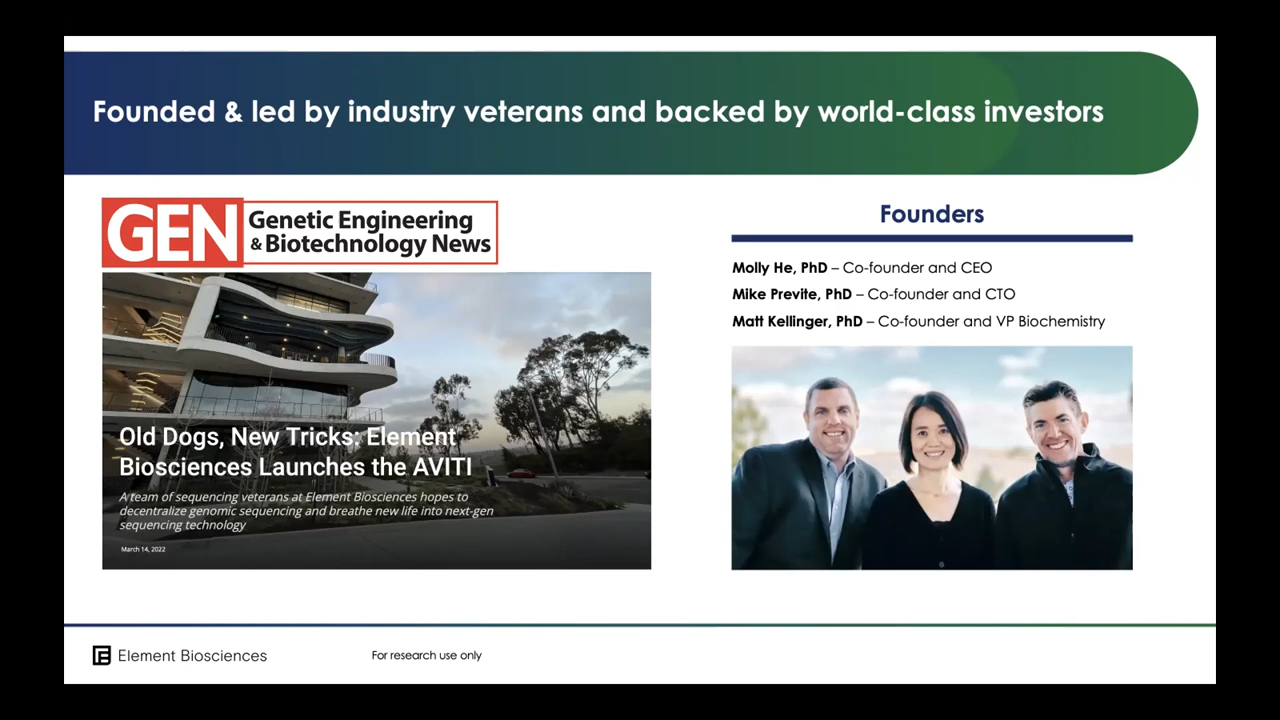 Founded & led by industry veterans and backed by world-class investors
GEN
Genetic Engineering
& Biotechnology News
Old Dogs, New Tricks: Element
Biosciences Launches the AVITI
A team of sequencing veterans at Element Biosciences hopes to
decentralize genomic sequencing and breathe new life into next-gen
sequencing technology
March 14, 2022
Founders
Molly He, PhD – Co-founder and CEO
Mike Previte, PhD – Co-founder and CTO
Matt Kellinger, PhD – Co-founder and VP Biochemistry
Element Biosciences
For research use only